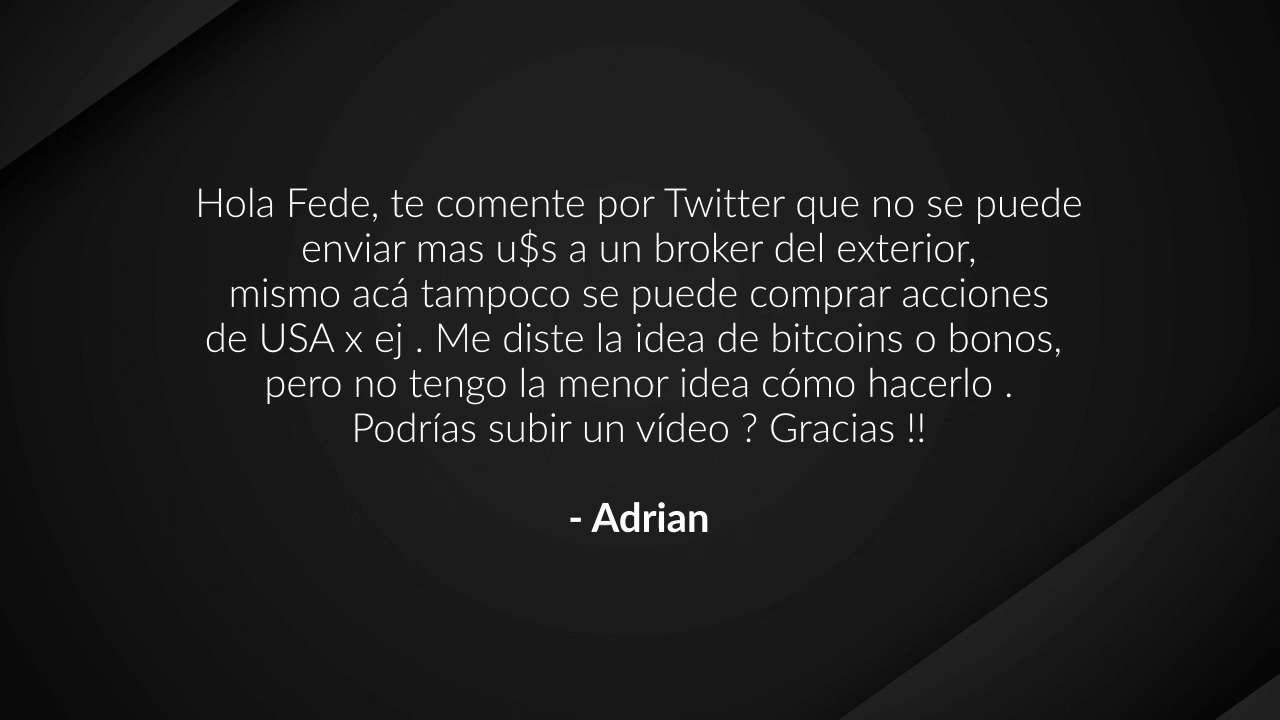 Hola Fede, te comente por Twitter que no se puede
enviar mas u$s a un broker del exterior,
mismo acá tampoco se puede comprar acciones
de USA x ej . Me diste la idea de bitcoins o bonos,
pero no tengo la menor idea cómo hacerlo .
Podrías subir un vídeo ? Gracias !!
- Adrian